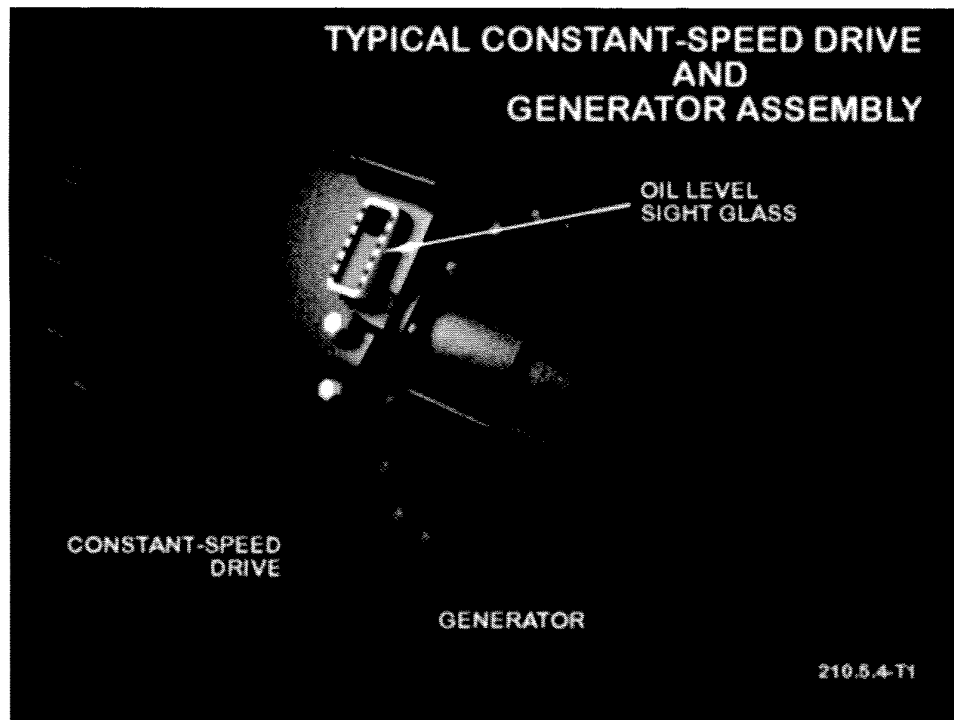 TYPICAL CONSTANT-SPEED DRIVE
AND
GENERATOR ASSEMBLY
OIL LEVEL
SIGHT GLASS
CONSTANT-SPEED
DRIVE
GENERATOR
210.5.4-T1